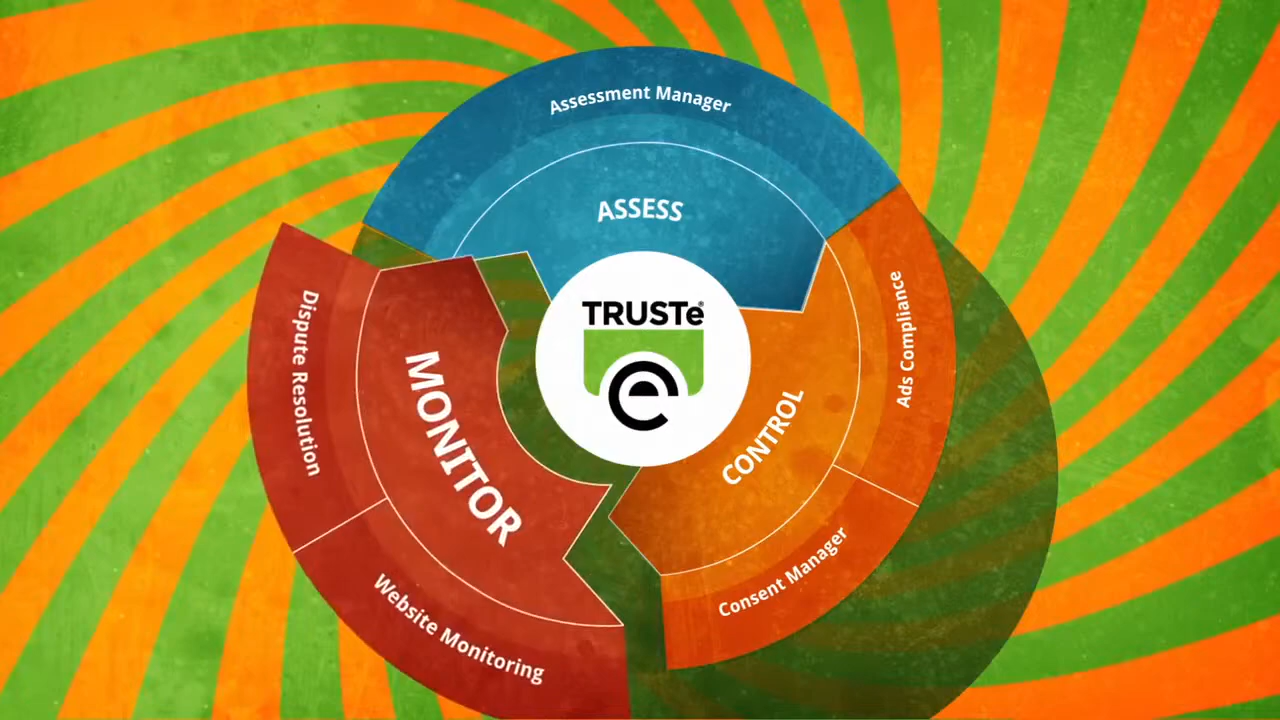 Assessment Manager
ASSESS
TRUSTe®
e
Ads Compliance
CONTROL
Consent Manager
Dispute Resolution
MONITOR
Website Monitoring